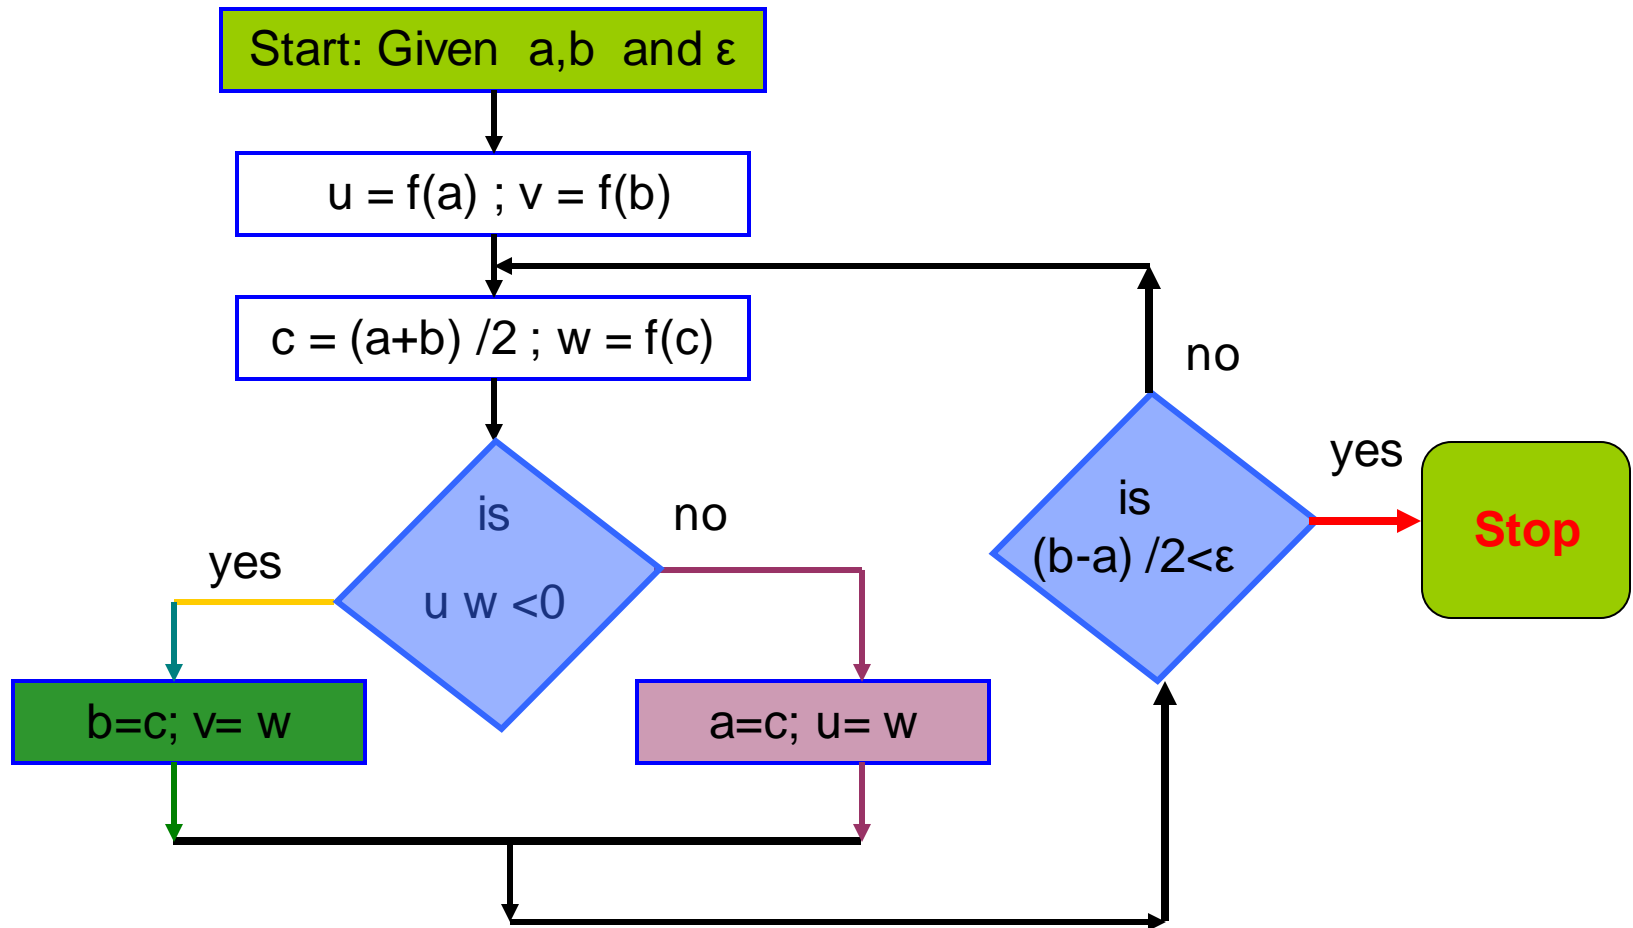 Start: Given a,b and ε
u = f(a) ; v = f(b)
c = (a+b) /2 ; w = f(c)
is
u w <0
yes
no
b=c; v= w
a=c; u= w
is
(b-a) /2<ε
no
yes
Stop